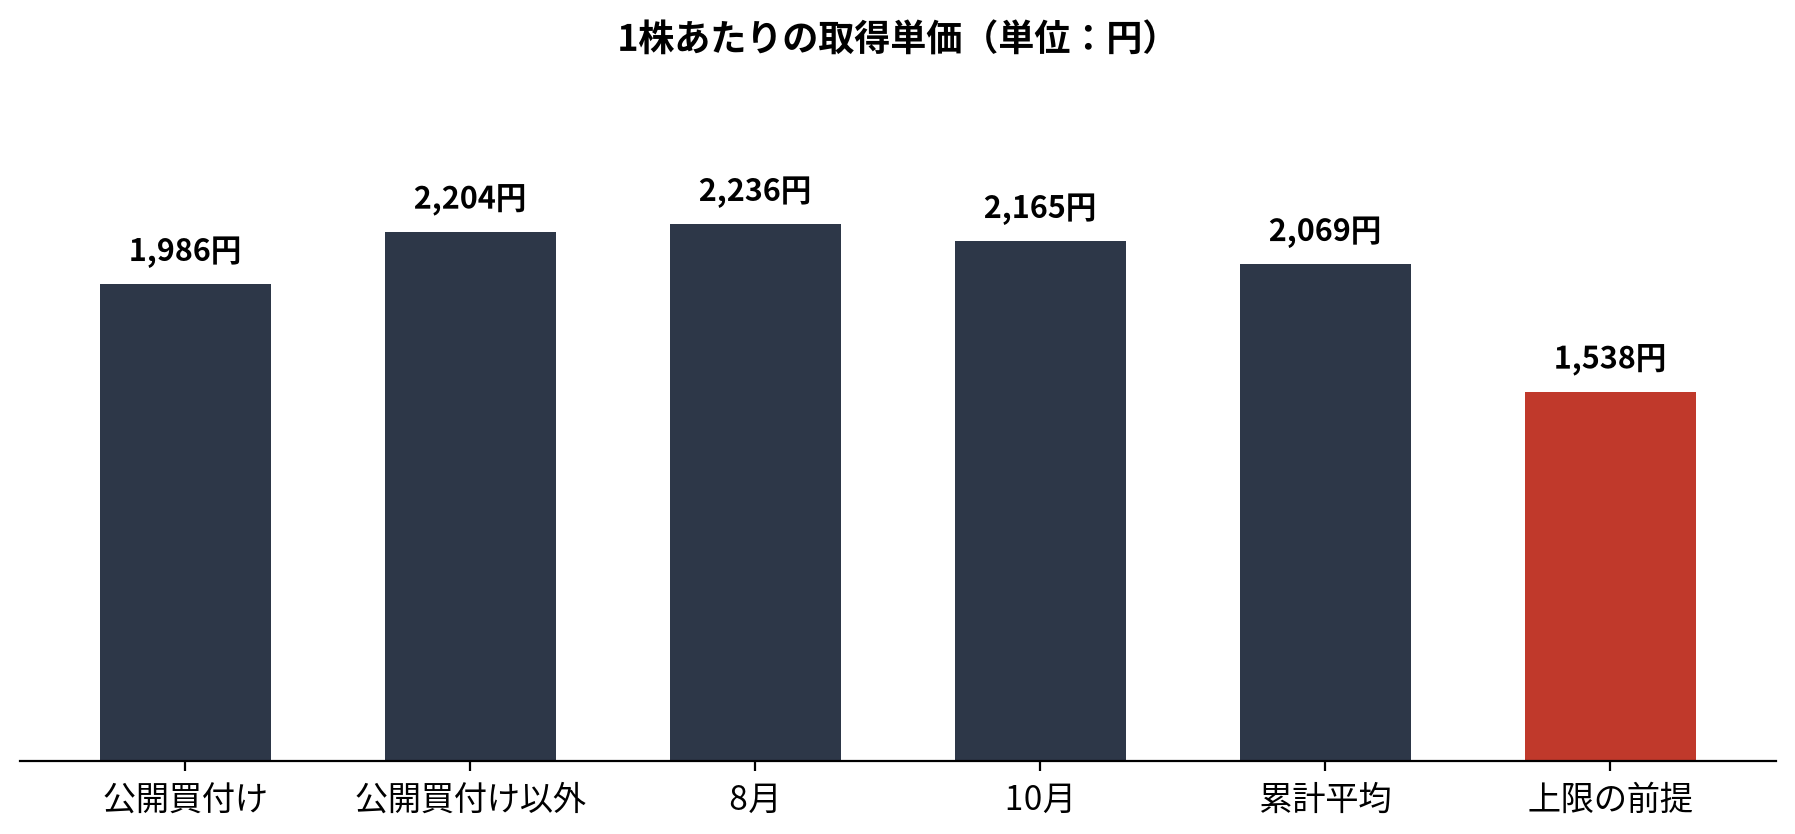 1株あたりの取得単価（単位：円）
1,986円
2,204円
2,236円
2,165円
2,069円
1,538円
公開買付け
公開買付け以外
8月
10月
累計平均
上限の前提